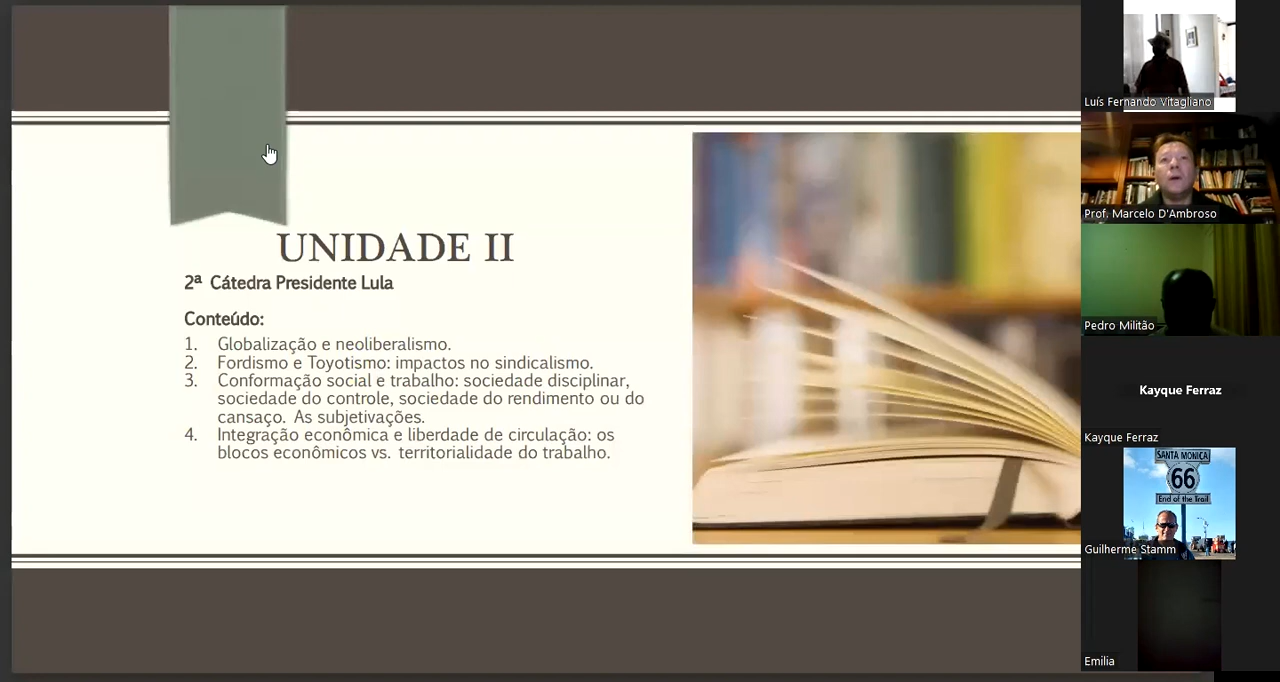 UNIDADE II
2ª Cátedra Presidente Lula
Conteúdo:
1. Globalização e neoliberalismo.
2. Fordismo e Toyotismo: impactos no sindicalismo.
3. Conformação social e trabalho: sociedade disciplinar,
sociedade do controle, sociedade do rendimento ou do
cansaço. As subjetivações.
4. Integração econômica e liberdade de circulação: os
blocos econômicos vs. territorialidade do trabalho.
Luís Fernando Vitagliano
Prof. Marcelo D'Ambroso
Pedro Militão
Kayque Ferraz
Kayque Ferraz
SANTA MONICA
66
End of the Trail
Guilherme Stamm
Emilia